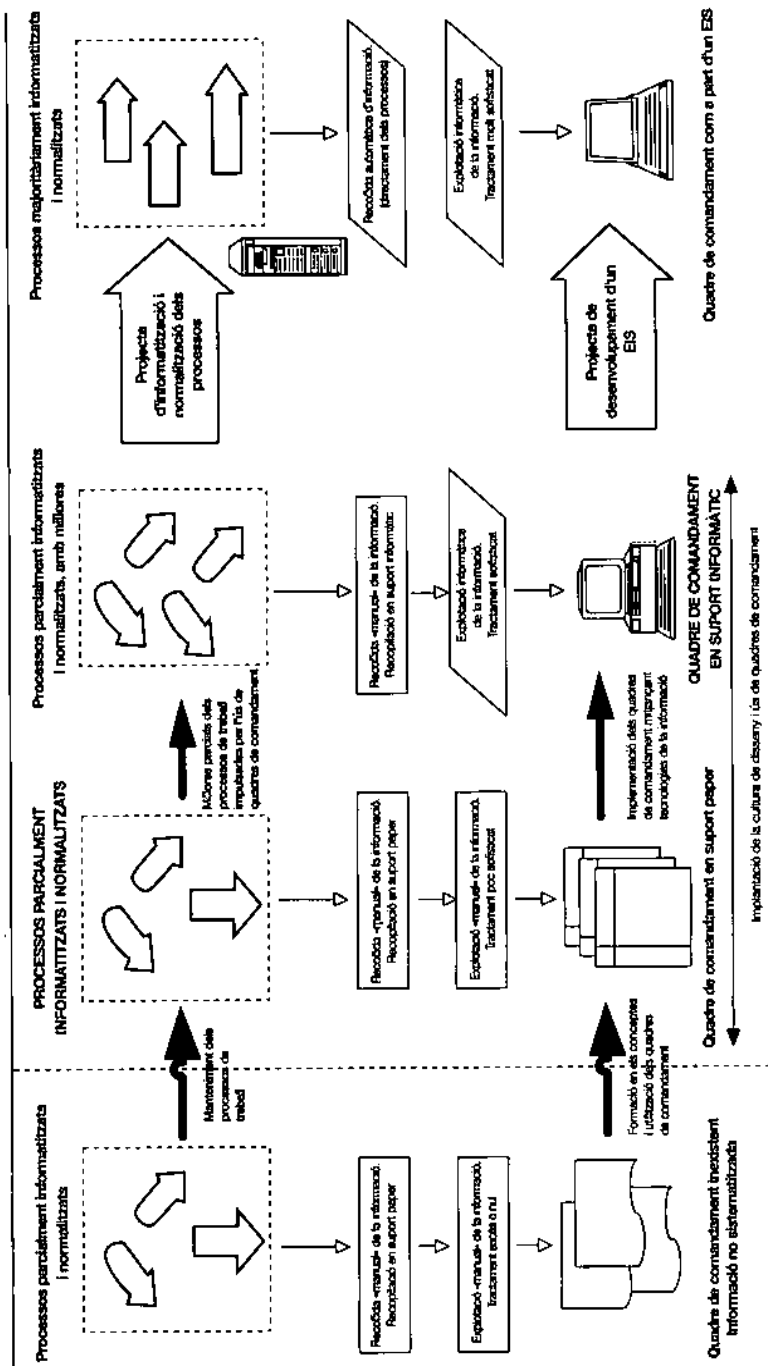 Processos parcialment informatitzats
i normalitzats
Recollida «manual» de la informació.
Recopilació en suport paper
Explotació «manual» de la informació.
Tractament escàs o nul
Quadre de comandament inexistent
Informació no sistematitzada
Manteniment dels
processos de
treball
Formació en els conceptes
i utilització dels quadres
de comandament
PROCESSOS PARCIALMENT
INFORMATITZATS I NORMALITZATS
Recollida «manual» de la informació.
Recopilació en suport paper
Explotació «manual» de la informació.
Tractament poc sofisticat
Quadre de comandament en suport paper
Millores parcials dels
processos de treball
impulsades per l'ús de
quadres de comandament
Implementació dels quadres
de comandament mitjançant
tecnologies de la informació
Processos parcialment informatitzats
i normalitzats, amb millores
Recollida «manual» de la informació.
Recopilació en suport informàtic
Explotació informàtica
de la informació.
Tractament sofisticat
QUADRE DE COMANDAMENT
EN SUPORT INFORMÀTIC
Implantació de la cultura de disseny i ús de quadres de comandament
Projecte
d'informatització i
normalització dels
processos
Projecte de
desenvolupament d'un
EIS
Processos majoritàriament informatitzats
i normalitzats
Recollida automàtica d'informació.
(directament dels processos)
Explotació informàtica
de la informació.
Tractament molt sofisticat
Quadre de comandament com a part d'un EIS